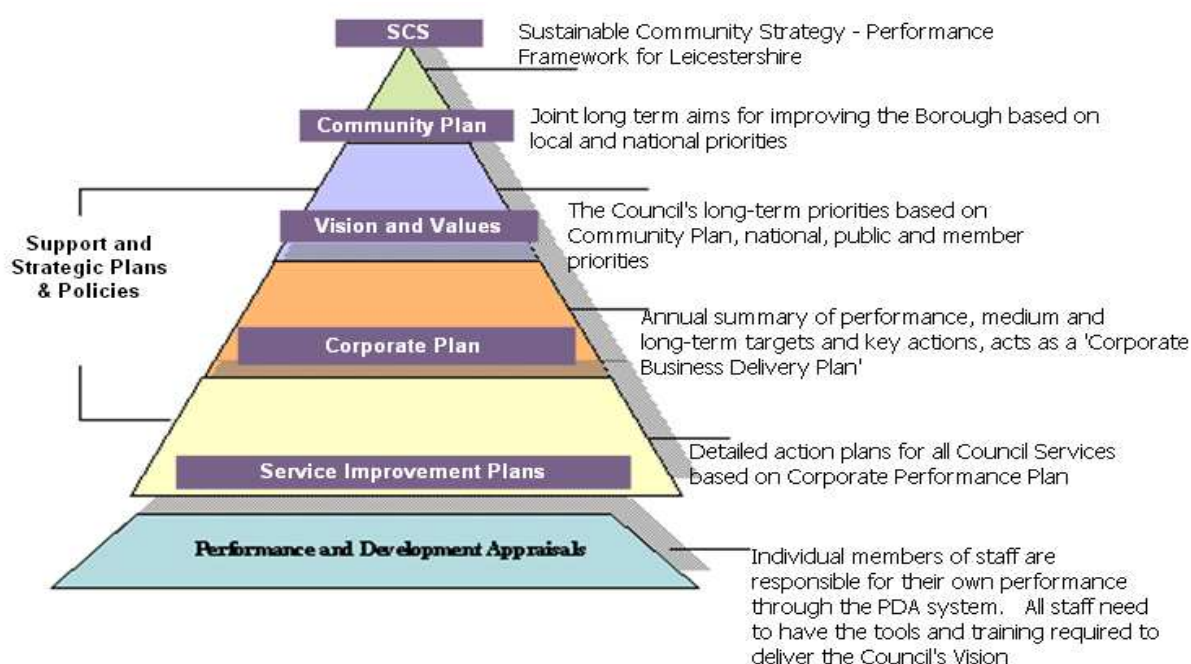 SCS
Sustainable Community Strategy - Performance
Framework for Leicestershire
Community Plan
Joint long term aims for improving the Borough based on
local and national priorities
Vision and Values
The Council's long-term priorities based on
Community Plan, national, public and member
priorities
Support and
Strategic Plans
& Policies
Corporate Plan
Annual summary of performance, medium and
long-term targets and key actions, acts as a 'Corporate
Business Delivery Plan'
Service Improvement Plans
Detailed action plans for all Council Services
based on Corporate Performance Plan
Performance and Development Appraisals
Individual members of staff are
responsible for their own performance
through the PDA system. All staff need
to have the tools and training required to
deliver the Council's Vision